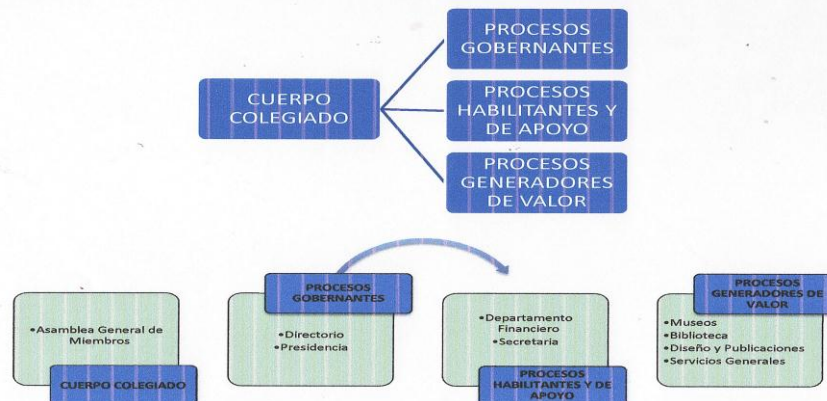 PROCESOS
GOBERNANTES
CUERPO
COLEGIADO
PROCESOS
HABILITANTES Y
DE APOYO
PROCESOS
GENERADORES
DE VALOR
•Asamblea General de
Miembros
CUERPO COLEGIADO
PROCESOS
GOBERNANTES
•Directorio
•Presidencia
•Departamento
Financiero
•Secretaría
PROCESOS
HABILITANTES Y DE
APOYO
PROCESOS
GENERADORES DE
VALOR
•Museos
•Biblioteca
•Diseño y Publicaciones
•Servicios Generales